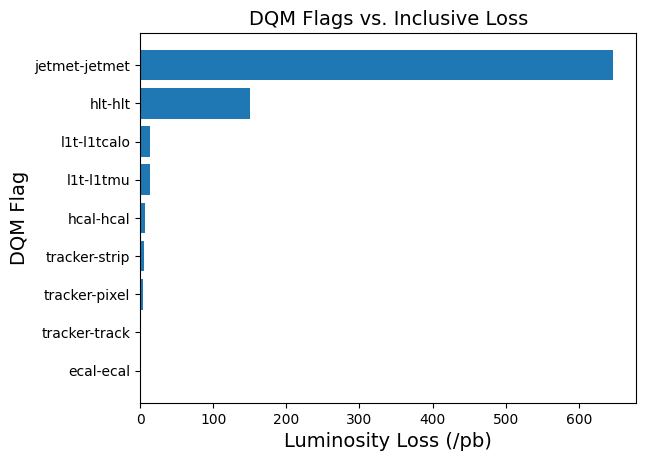 DQM Flags vs. Inclusive Loss
DQM Flag
jetmet-jetmet
hlt-hlt
l1t-l1tcalo
l1t-l1tmu
hcal-hcal
tracker-strip
tracker-pixel
tracker-track
ecal-ecal
0 100 200 300 400 500 600
Luminosity Loss (/pb)